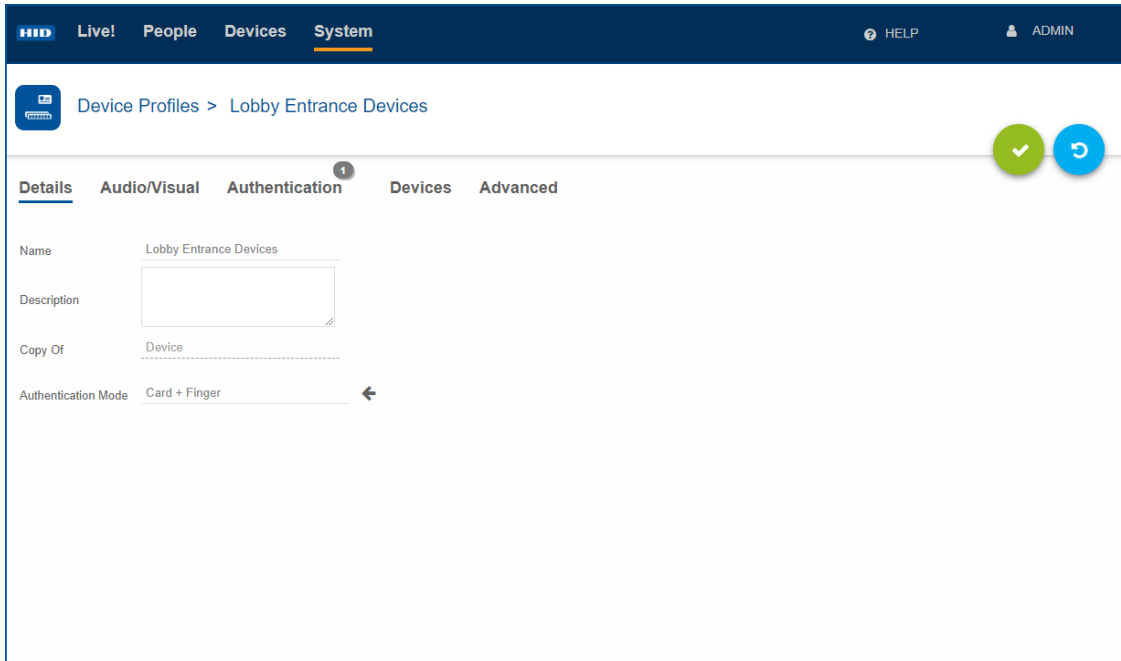 HID Live! People Devices System HELP ADMIN
Device Profiles > Lobby Entrance Devices
1
Details Audio/Visual Authentication Devices Advanced
Name Lobby Entrance Devices
Description
Copy Of Device
Authentication Mode Card + Finger